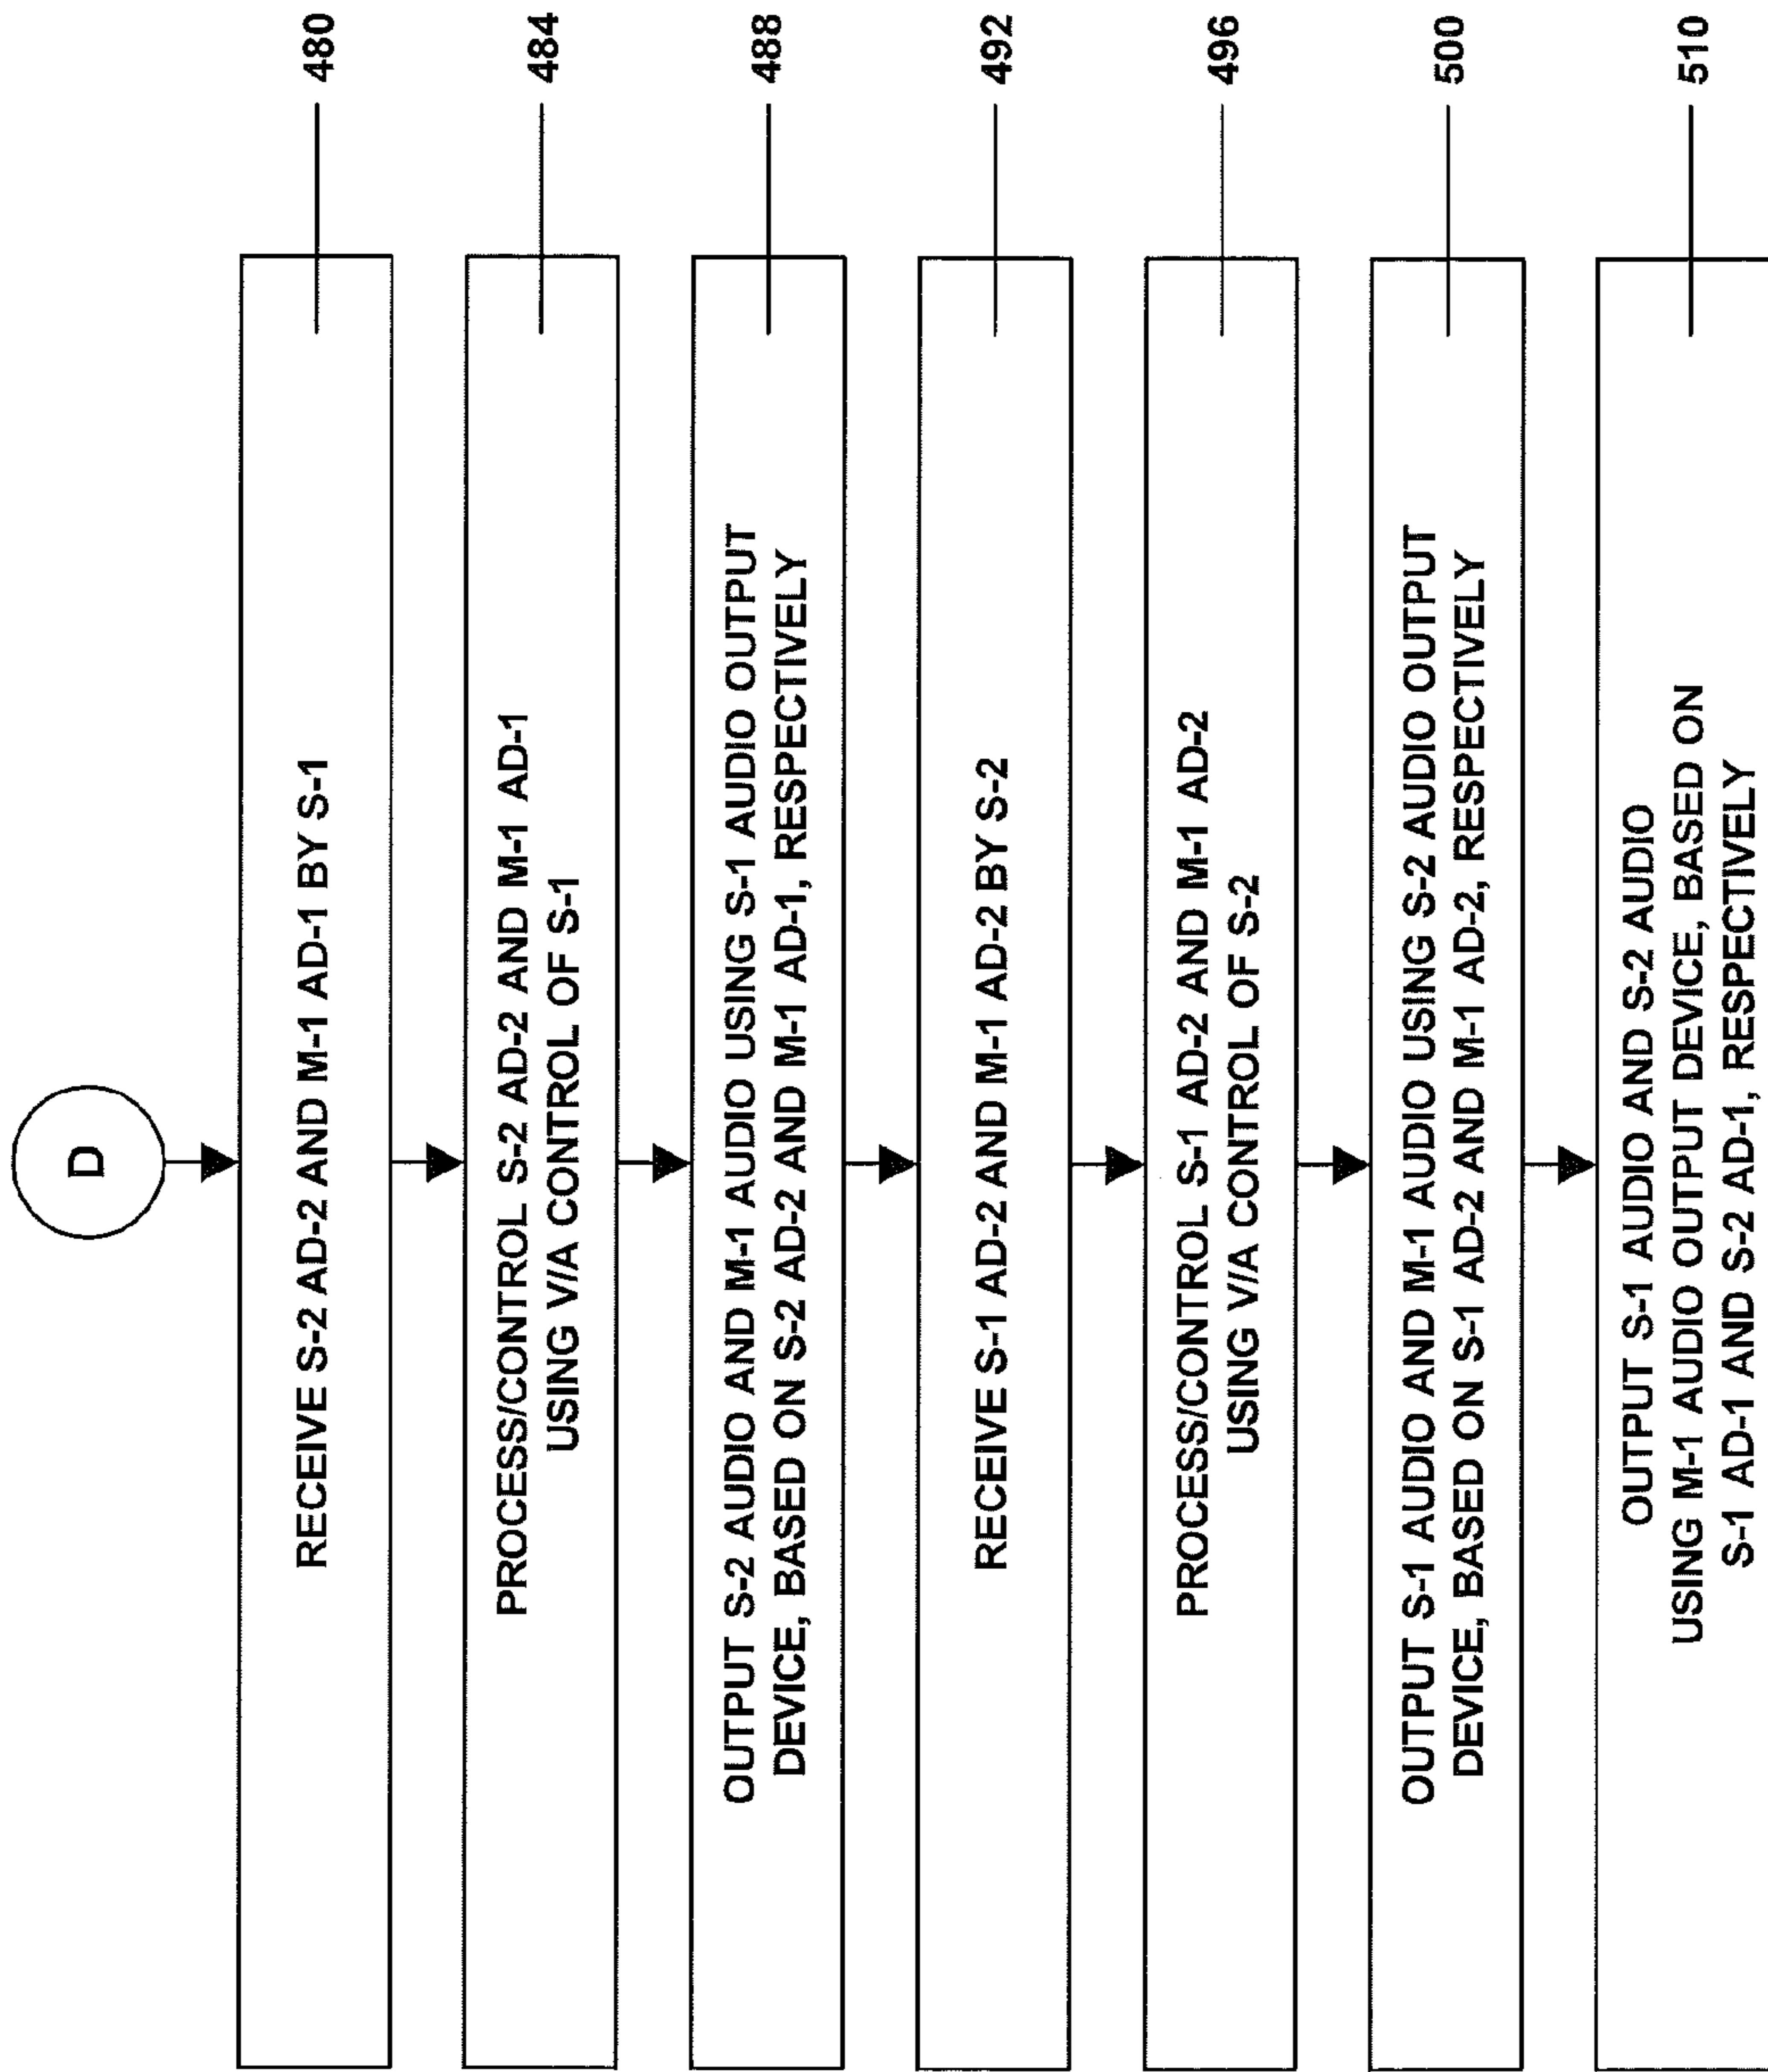 D
RECEIVE S-2 AD-2 AND M-1 AD-1 BY S-1
480
PROCESS/CONTROL S-2 AD-2 AND M-1 AD-1
USING V/A CONTROL OF S-1
484
OUTPUT S-2 AUDIO AND M-1 AUDIO USING S-1 AUDIO OUTPUT
DEVICE, BASED ON S-2 AD-2 AND M-1 AD-1, RESPECTIVELY
488
RECEIVE S-1 AD-2 AND M-1 AD-2 BY S-2
492
PROCESS/CONTROL S-1 AD-2 AND M-1 AD-2
USING V/A CONTROL OF S-2
496
OUTPUT S-1 AUDIO AND M-1 AUDIO USING S-2 AUDIO OUTPUT
DEVICE, BASED ON S-1 AD-2 AND M-1 AD-2, RESPECTIVELY
500
OUTPUT S-1 AUDIO AND S-2 AUDIO
USING M-1 AUDIO OUTPUT DEVICE, BASED ON
S-1 AD-1 AND S-2 AD-1, RESPECTIVELY
510